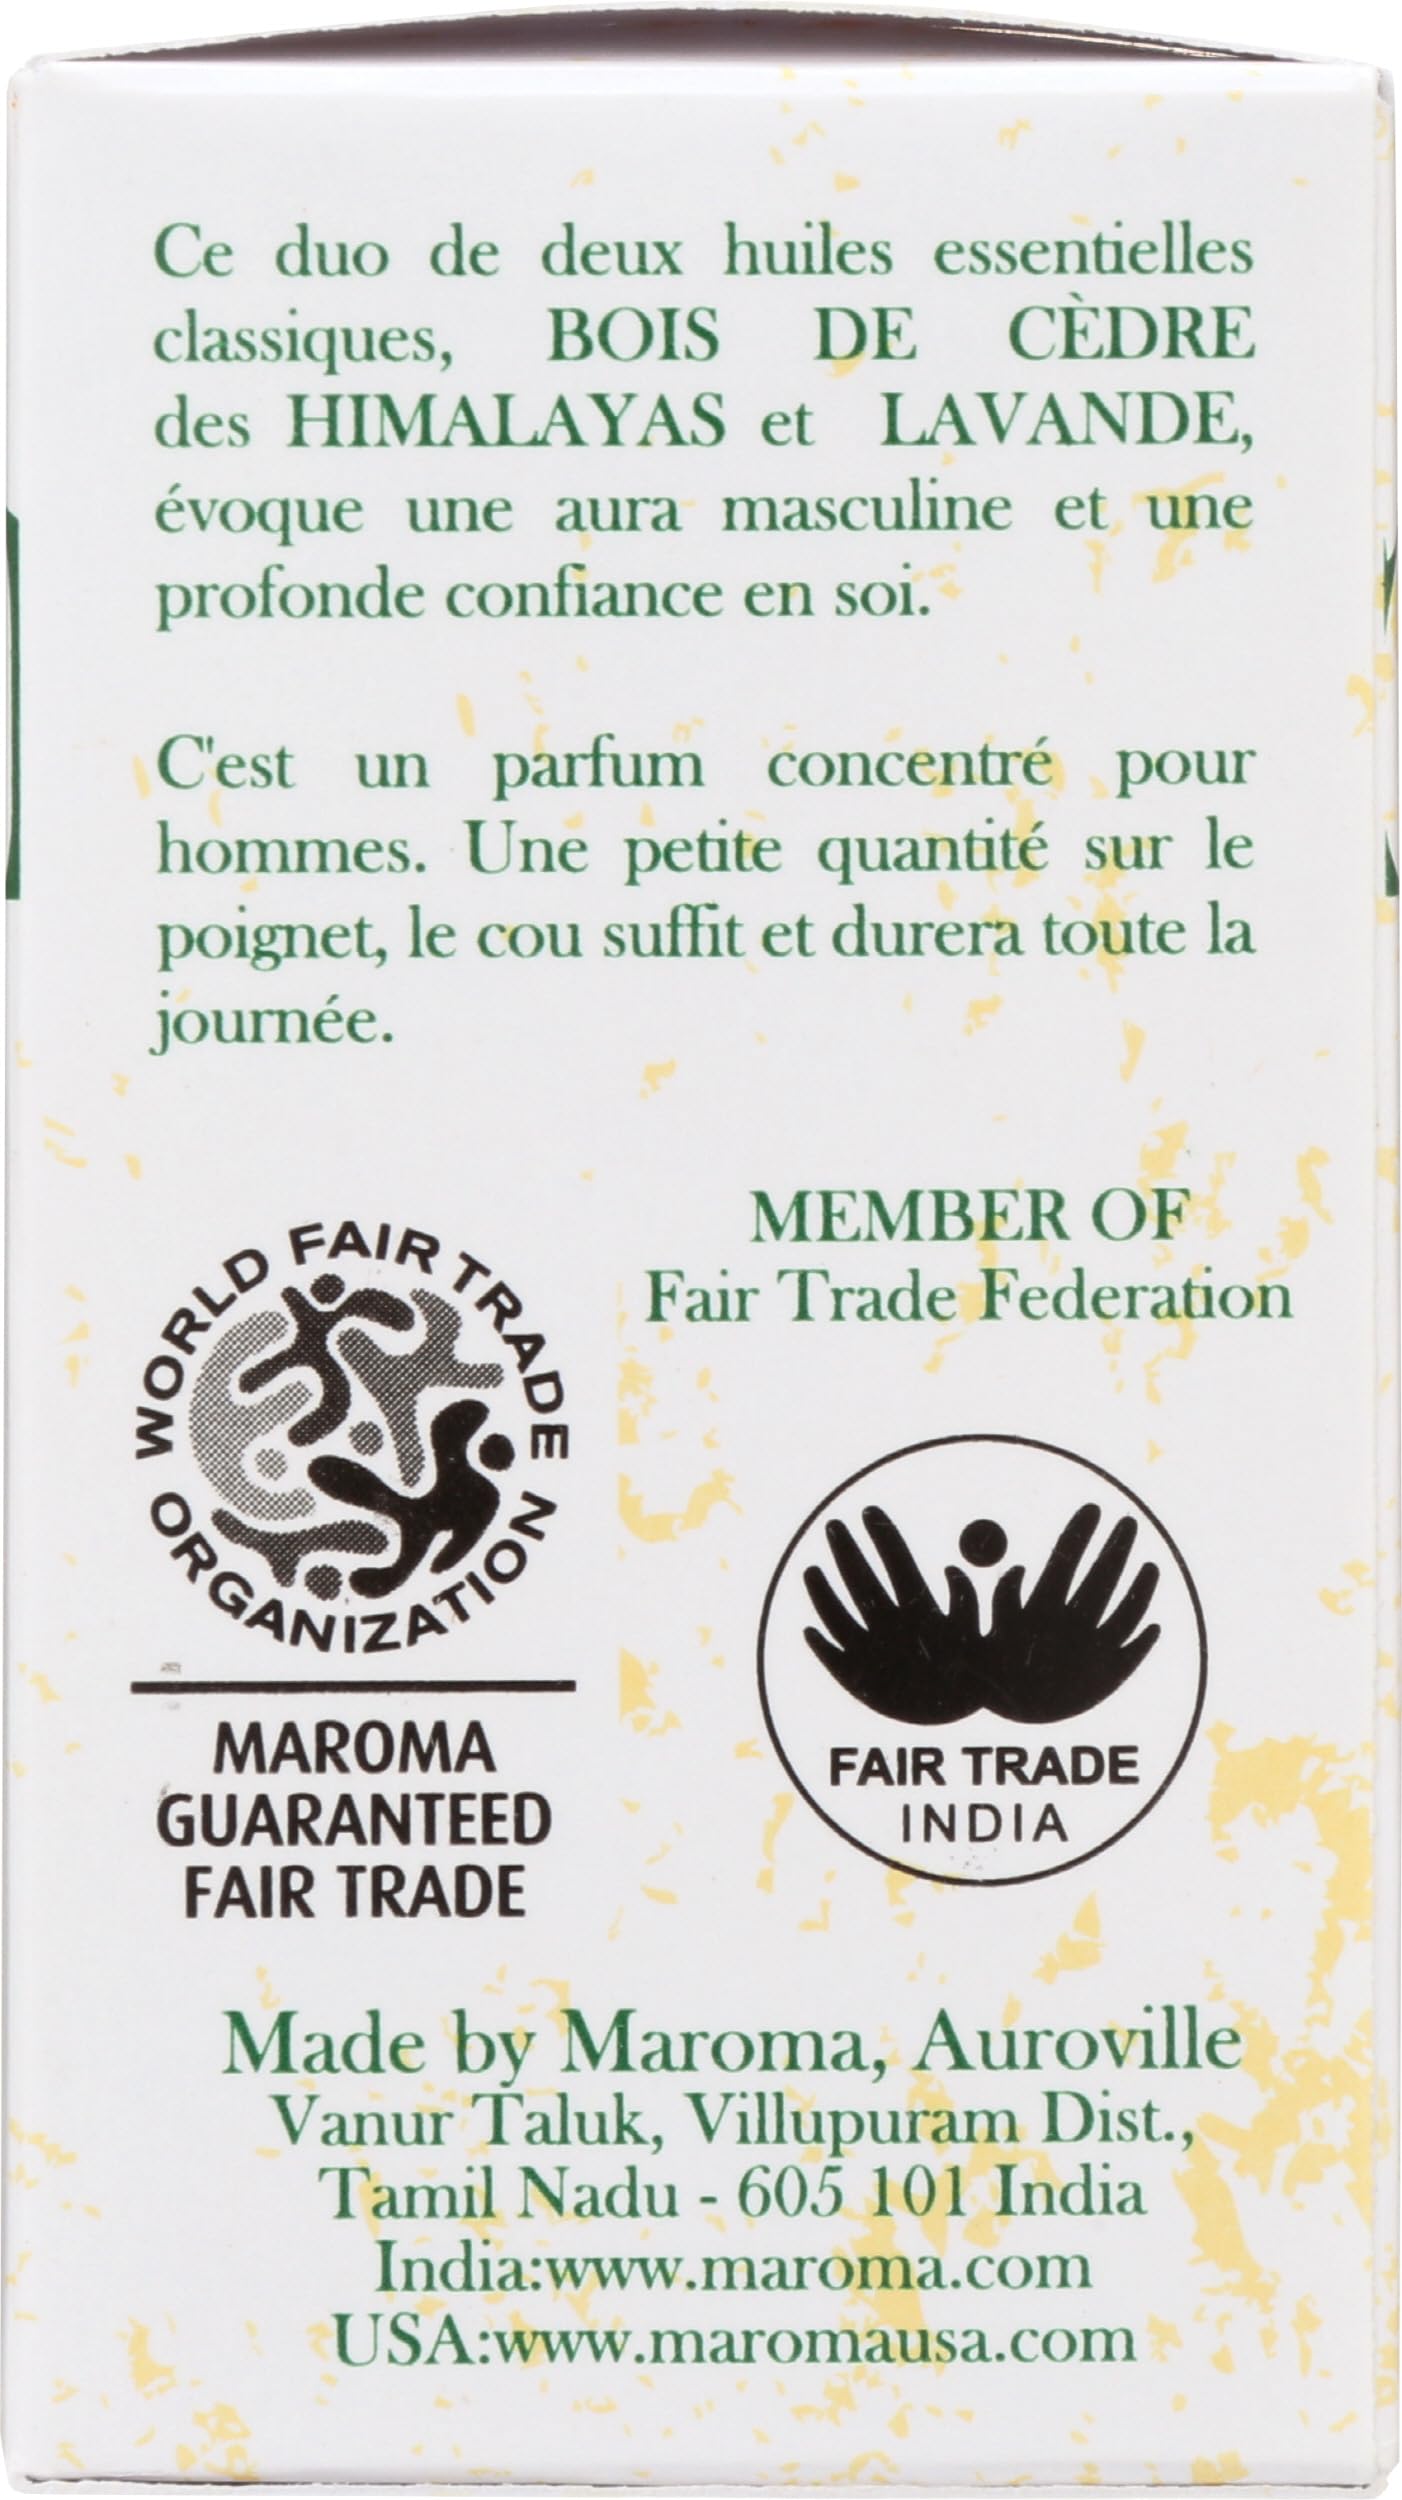 Ce duo de deux huiles essentielles
classiques, BOIS DE CÈDRE
des HIMALAYAS et LAVANDE,
évoque une aura masculine et une
profonde confiance en soi.
C'est un parfum concentré pour
hommes. Une petite quantité sur le
poignet, le cou suffit et durera toute la
journée.
WORLD FAIR TRADE
ORGANIZATION
MAROMA
GUARANTEED
FAIR TRADE
MEMBER OF
Fair Trade Federation
FAIR TRADE
INDIA
Made by Maroma, Auroville
Vanur Taluk, Villupuram Dist.,
Tamil Nadu - 605 101 India
India:www.maroma.com
USA:www.maromausa.com